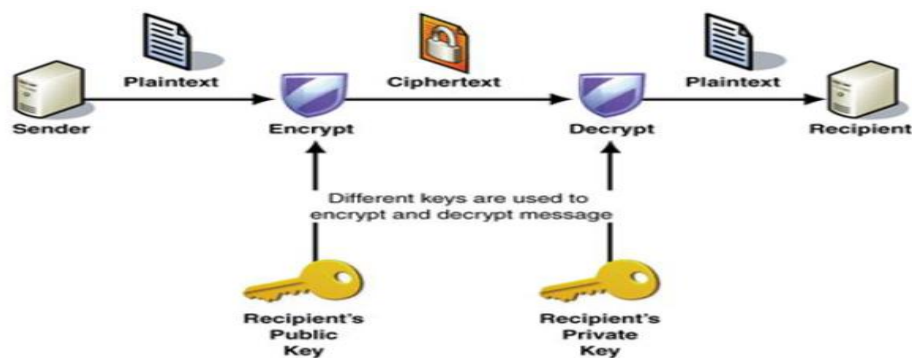 Plaintext
Ciphertext
Plaintext
Sender
Encrypt
Decrypt
Recipient
Different keys are used to
encrypt and decrypt message
Recipient's
Public
Key
Recipient's
Private
Key